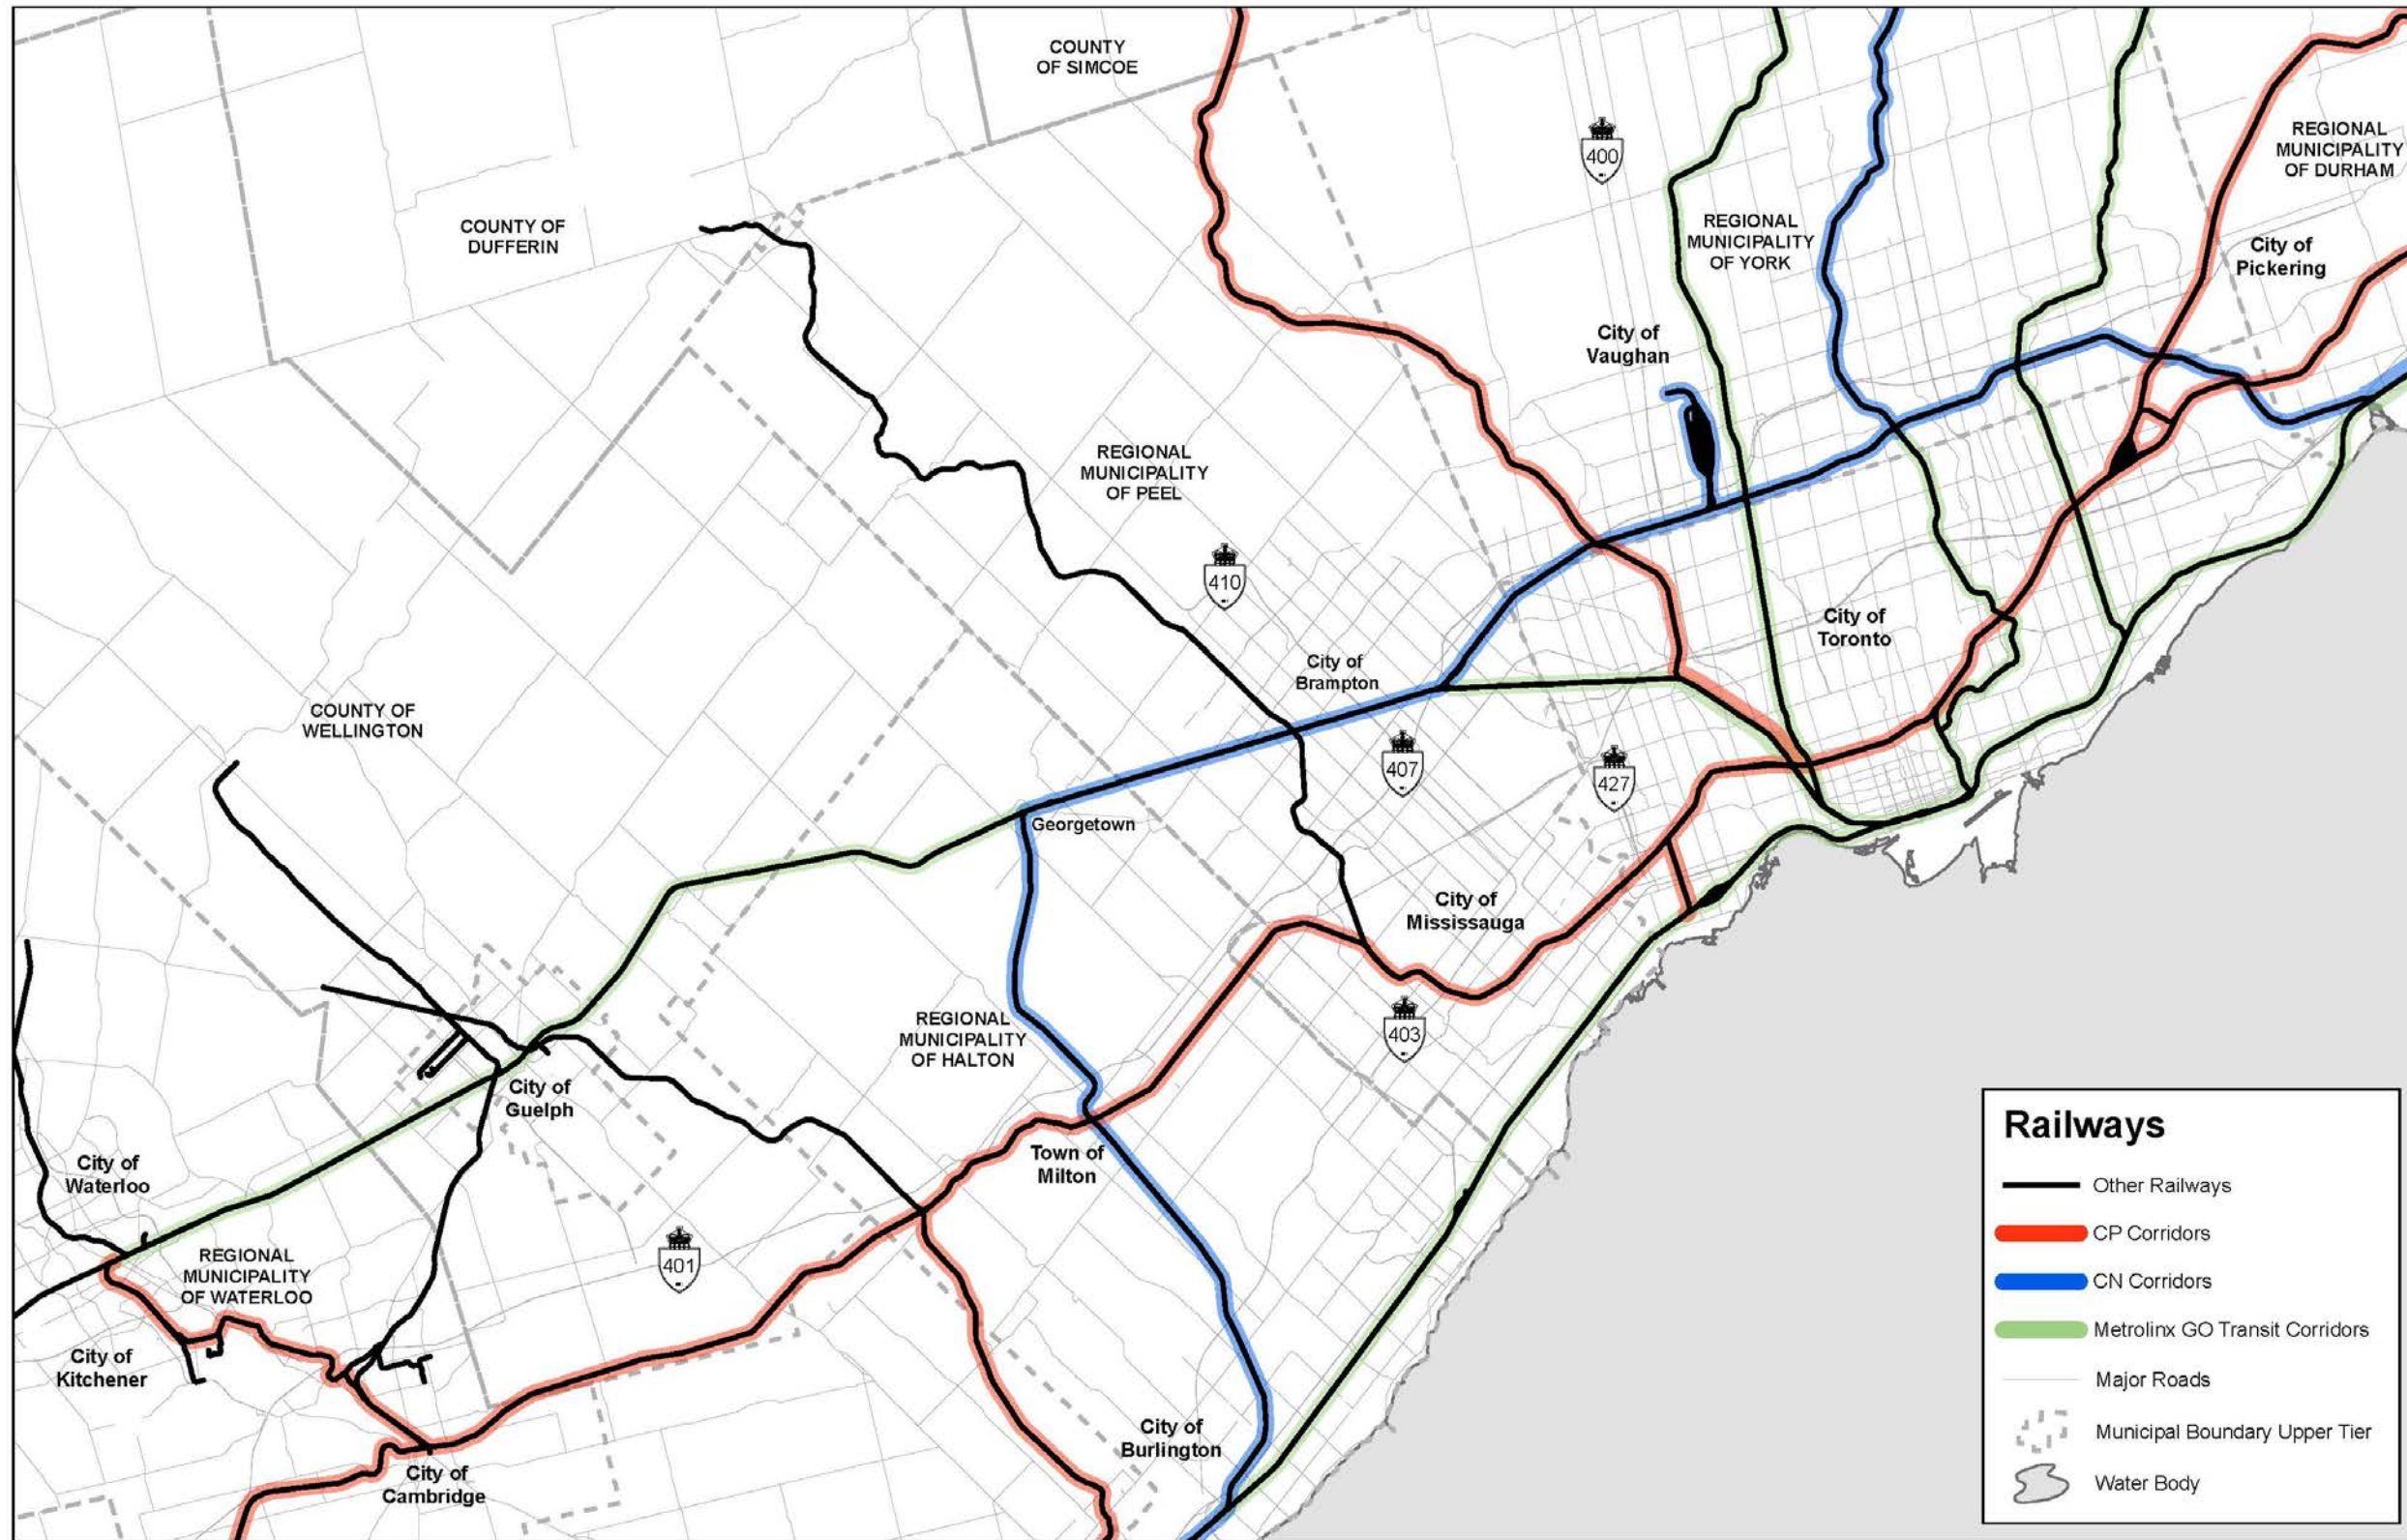 COUNTY
OF SIMCOE
400
REGIONAL
MUNICIPALITY
OF DURHAM
COUNTY OF
DUFFERIN
REGIONAL
MUNICIPALITY
OF YORK
City of
Pickering
City of
Vaughan
REGIONAL
MUNICIPALITY
OF PEEL
410
City of
Toronto
City of
Brampton
COUNTY OF
WELLINGTON
407
427
Georgetown
City of
Mississauga
REGIONAL
MUNICIPALITY
OF HALTON
403
City of
Guelph
Town of
Milton
City of
Waterloo
REGIONAL
MUNICIPALITY
OF WATERLOO
401
City of
Kitchener
City of
Burlington
City of
Cambridge
Railways
Other Railways
CP Corridors
CN Corridors
Metrolinx GO Transit Corridors
Major Roads
Municipal Boundary Upper Tier
Water Body